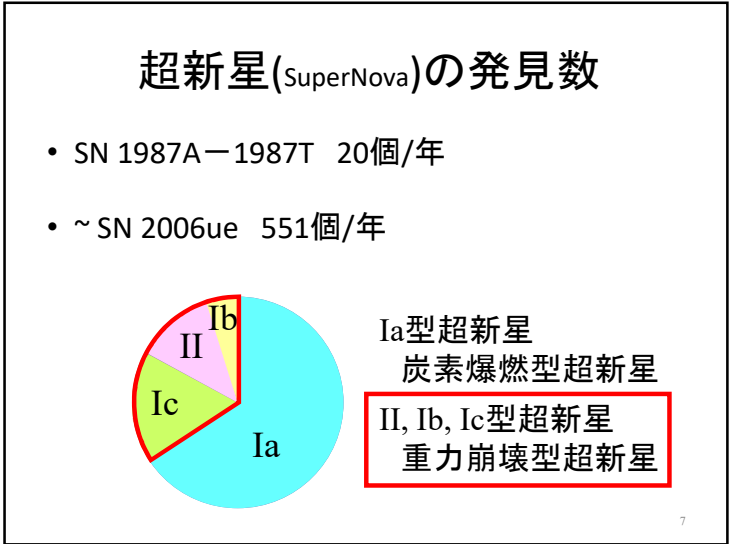 超新星(SuperNova)の発見数
• SN 1987A－1987T 20個/年
• ~ SN 2006ue 551個/年
Ib
II
Ic
Ia
Ia型超新星
炭素爆燃型超新星
II, Ib, Ic型超新星
重力崩壊型超新星
7